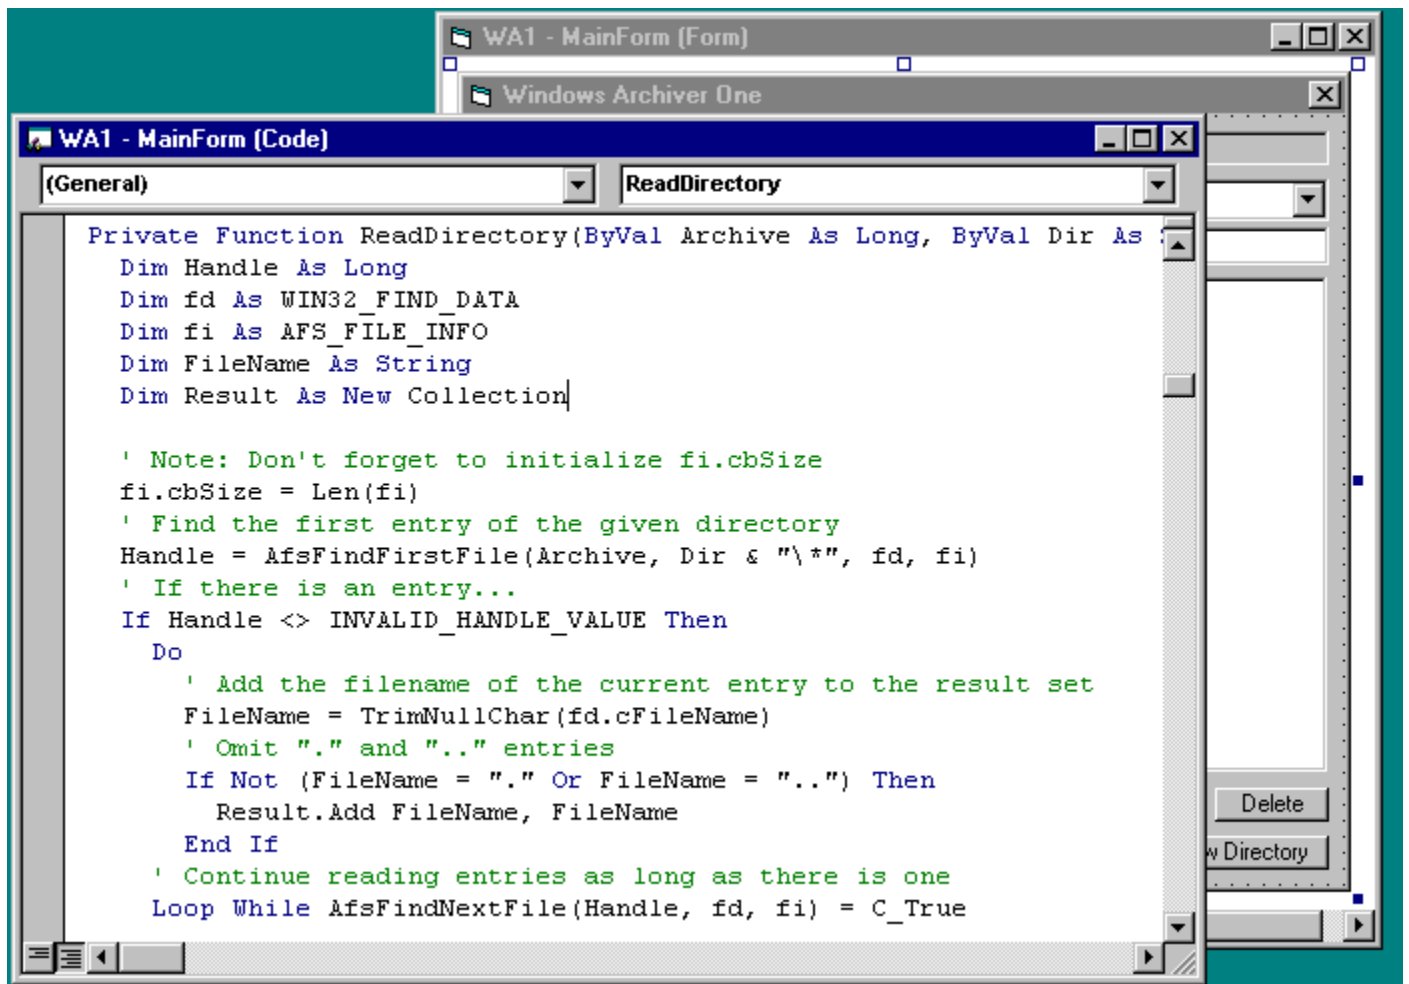 WA1 - MainForm (Form)
Windows Archiver One
WA1 - MainForm (Code)
(General)
ReadDirectory
Private Function ReadDirectory(ByVal Archive As Long, ByVal Dir As
Dim Handle As Long
Dim fd As WIN32_FIND_DATA
Dim fi As AFS_FILE_INFO
Dim FileName As String
Dim Result As New Collection
' Note: Don't forget to initialize fi.cbSize
fi.cbSize = Len(fi)
' Find the first entry of the given directory
Handle = AfsFindFirstFile(Archive, Dir & "\*", fd, fi)
' If there is an entry...
If Handle <> INVALID_HANDLE_VALUE Then
Do
' Add the filename of the current entry to the result set
FileName = TrimNullChar(fd.cFileName)
' Omit "." and ".." entries
If Not (FileName = "." Or FileName = "..") Then
Result.Add FileName, FileName
End If
' Continue reading entries as long as there is one
Loop While AfsFindNextFile(Handle, fd, fi) = C_True
Delete
w Directory